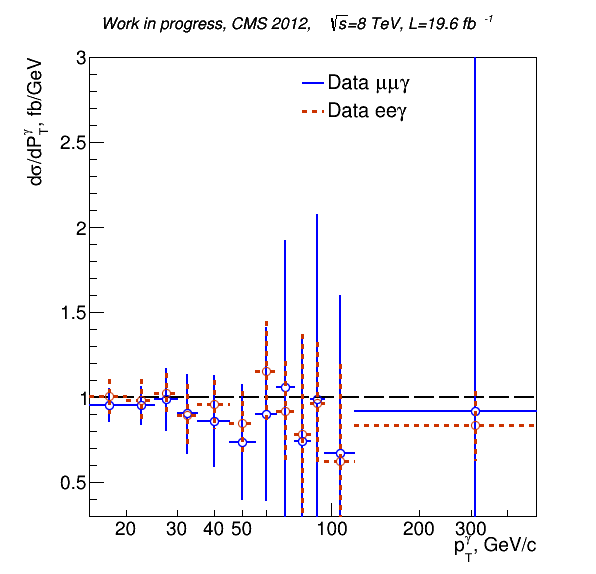 Work in progress, CMS 2012, √s=8 TeV, L=19.6 fb⁻¹
dσ/dP_T^γ, fb/GeV
Data μμγ
Data eeγ
3
2.5
2
1.5
1
0.5
20 30 40 50 100 200 300
p_T^γ, GeV/c